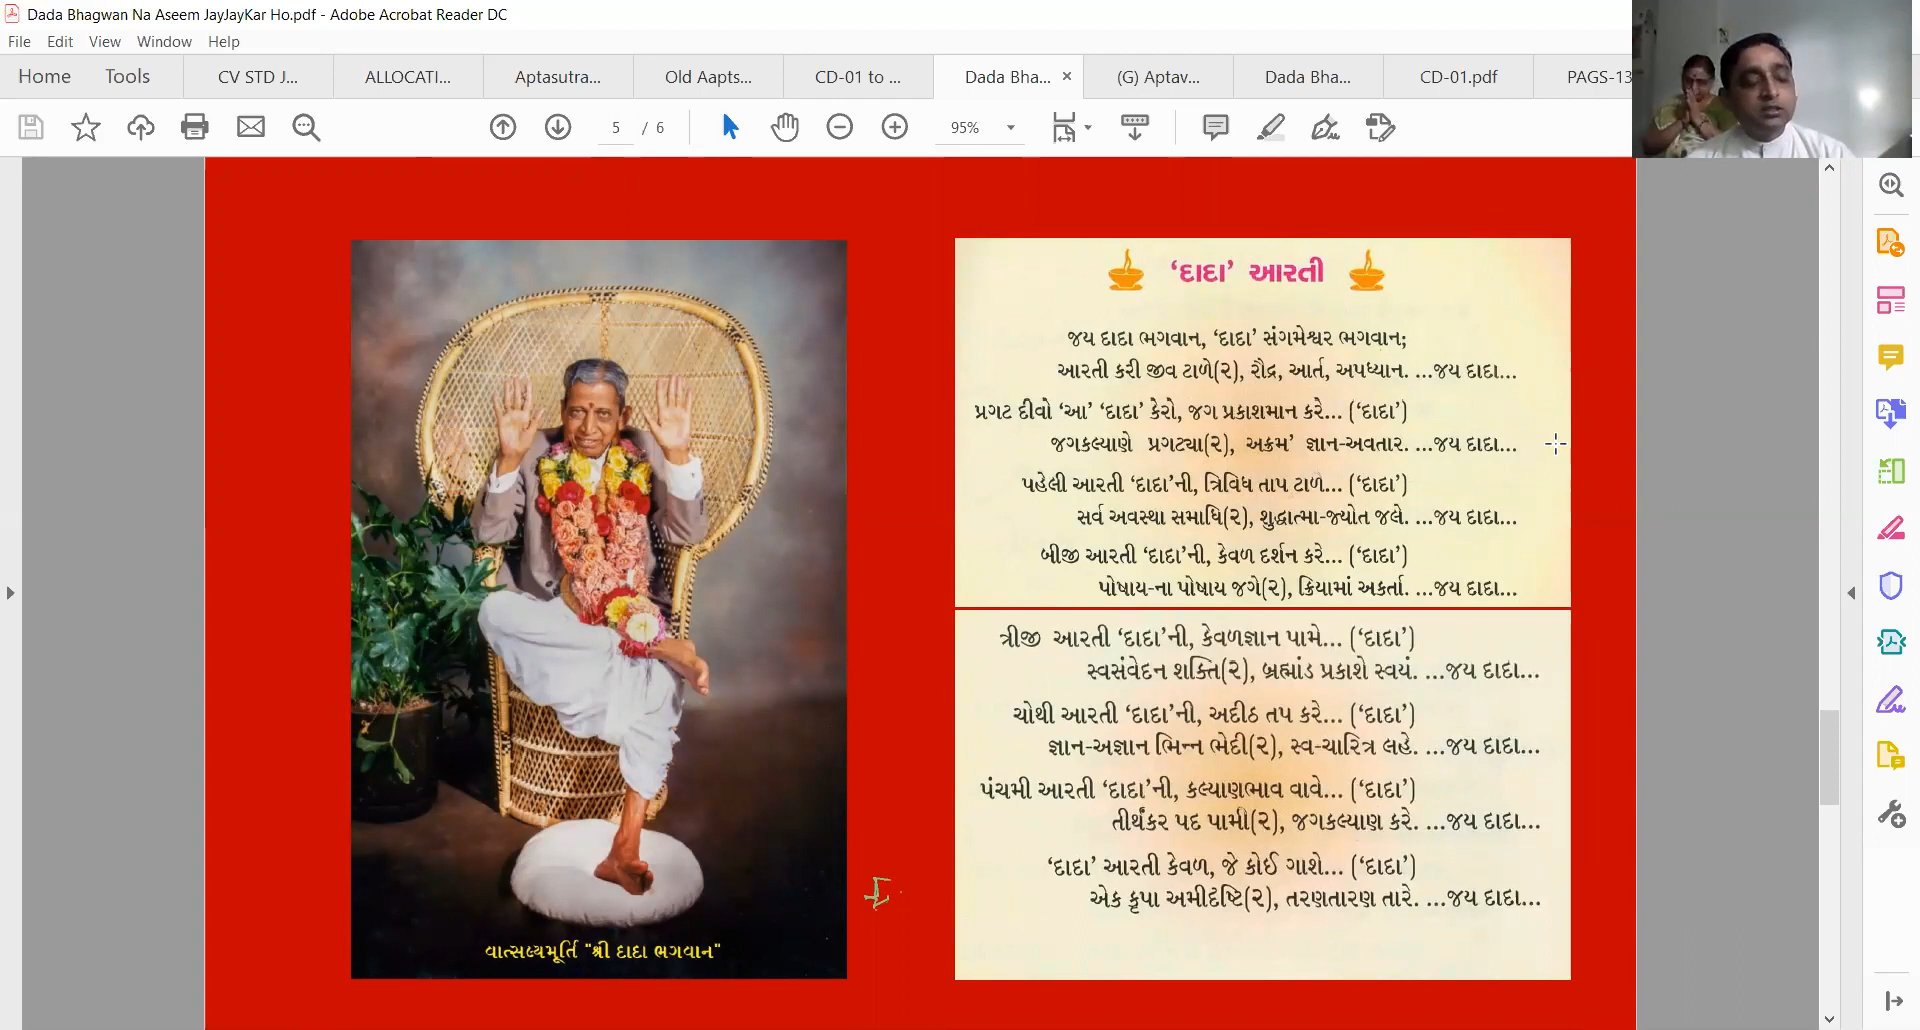 Dada Bhagwan Na Aseem JayJayKar Ho.pdf - Adobe Acrobat Reader DC
File Edit View Window Help
Home Tools CV STD J... ALLOCATI... Aptasutra... Old Aapts... CD-01 to ... Dada Bha... × (G) Aptav... Dada Bha... CD-01.pdf PAGS-13
5 / 6 95%
વાત્સલ્યમૂર્તિ "શ્રી દાદા ભગવાન"
‘દાદા’ આરતી
જય દાદા ભગવાન, ‘દાદા’ સંગમેશ્વર ભગવાન;
આરતી કરી જીવ ટાળે(૨), રૌદ્ર, આર્ત, અપધ્યાન. ...જય દાદા...
પ્રગટ દીવો ‘આ’ ‘દાદા’ કેરો, જગ પ્રકાશમાન કરે... (‘દાદા’)
જગકલ્યાણે પ્રગટ્યા(૨), અક્રમ’ જ્ઞાન-અવતાર. ...જય દાદા...
પહેલી આરતી ‘દાદા’ની, ત્રિવિધ તાપ ટાળે... (‘દાદા’)
સર્વ અવસ્થા સમાધિ(૨), શુદ્ધાત્મા-જ્યોત જલે. ...જય દાદા...
બીજી આરતી ‘દાદા’ની, કેવળ દર્શન કરે... (‘દાદા’)
પોષાય-ના પોષાય જગે(૨), ક્રિયામાં અકર્તા. ...જય દાદા...
ત્રીજી આરતી ‘દાદા’ની, કેવળજ્ઞાન પામે... (‘દાદા’)
સ્વસંવેદન શક્તિ(૨), બ્રહ્માંડ પ્રકાશે સ્વયં. ...જય દાદા...
ચોથી આરતી ‘દાદા’ની, અદીઠ તપ કરે... (‘દાદા’)
જ્ઞાન-અજ્ઞાન ભિન્ન ભેદી(૨), સ્વ-ચારિત્ર લહે. ...જય દાદા...
પંચમી આરતી ‘દાદા’ની, કલ્યાણભાવ વાવે... (‘દાદા’)
તીર્થંકર પદ પામી(૨), જગકલ્યાણ કરે. ...જય દાદા...
‘દાદા’ આરતી કેવળ, જે કોઈ ગાશે... (‘દાદા’)
એક કૃપા અમીદૃષ્ટિ(૨), તરણતારણ તારે. ...જય દાદા...